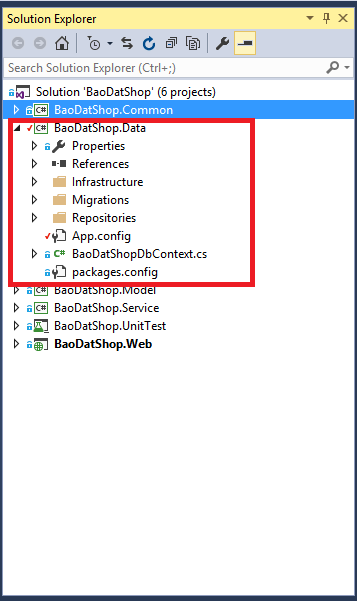 Solution Explorer
Search Solution Explorer (Ctrl+;)
Solution 'BaoDatShop' (6 projects)
C# BaoDatShop.Common
C# BaoDatShop.Data
Properties
References
Infrastructure
Migrations
Repositories
App.config
C# BaoDatShopDbContext.cs
packages.config
C# BaoDatShop.Model
C# BaoDatShop.Service
BaoDatShop.UnitTest
BaoDatShop.Web